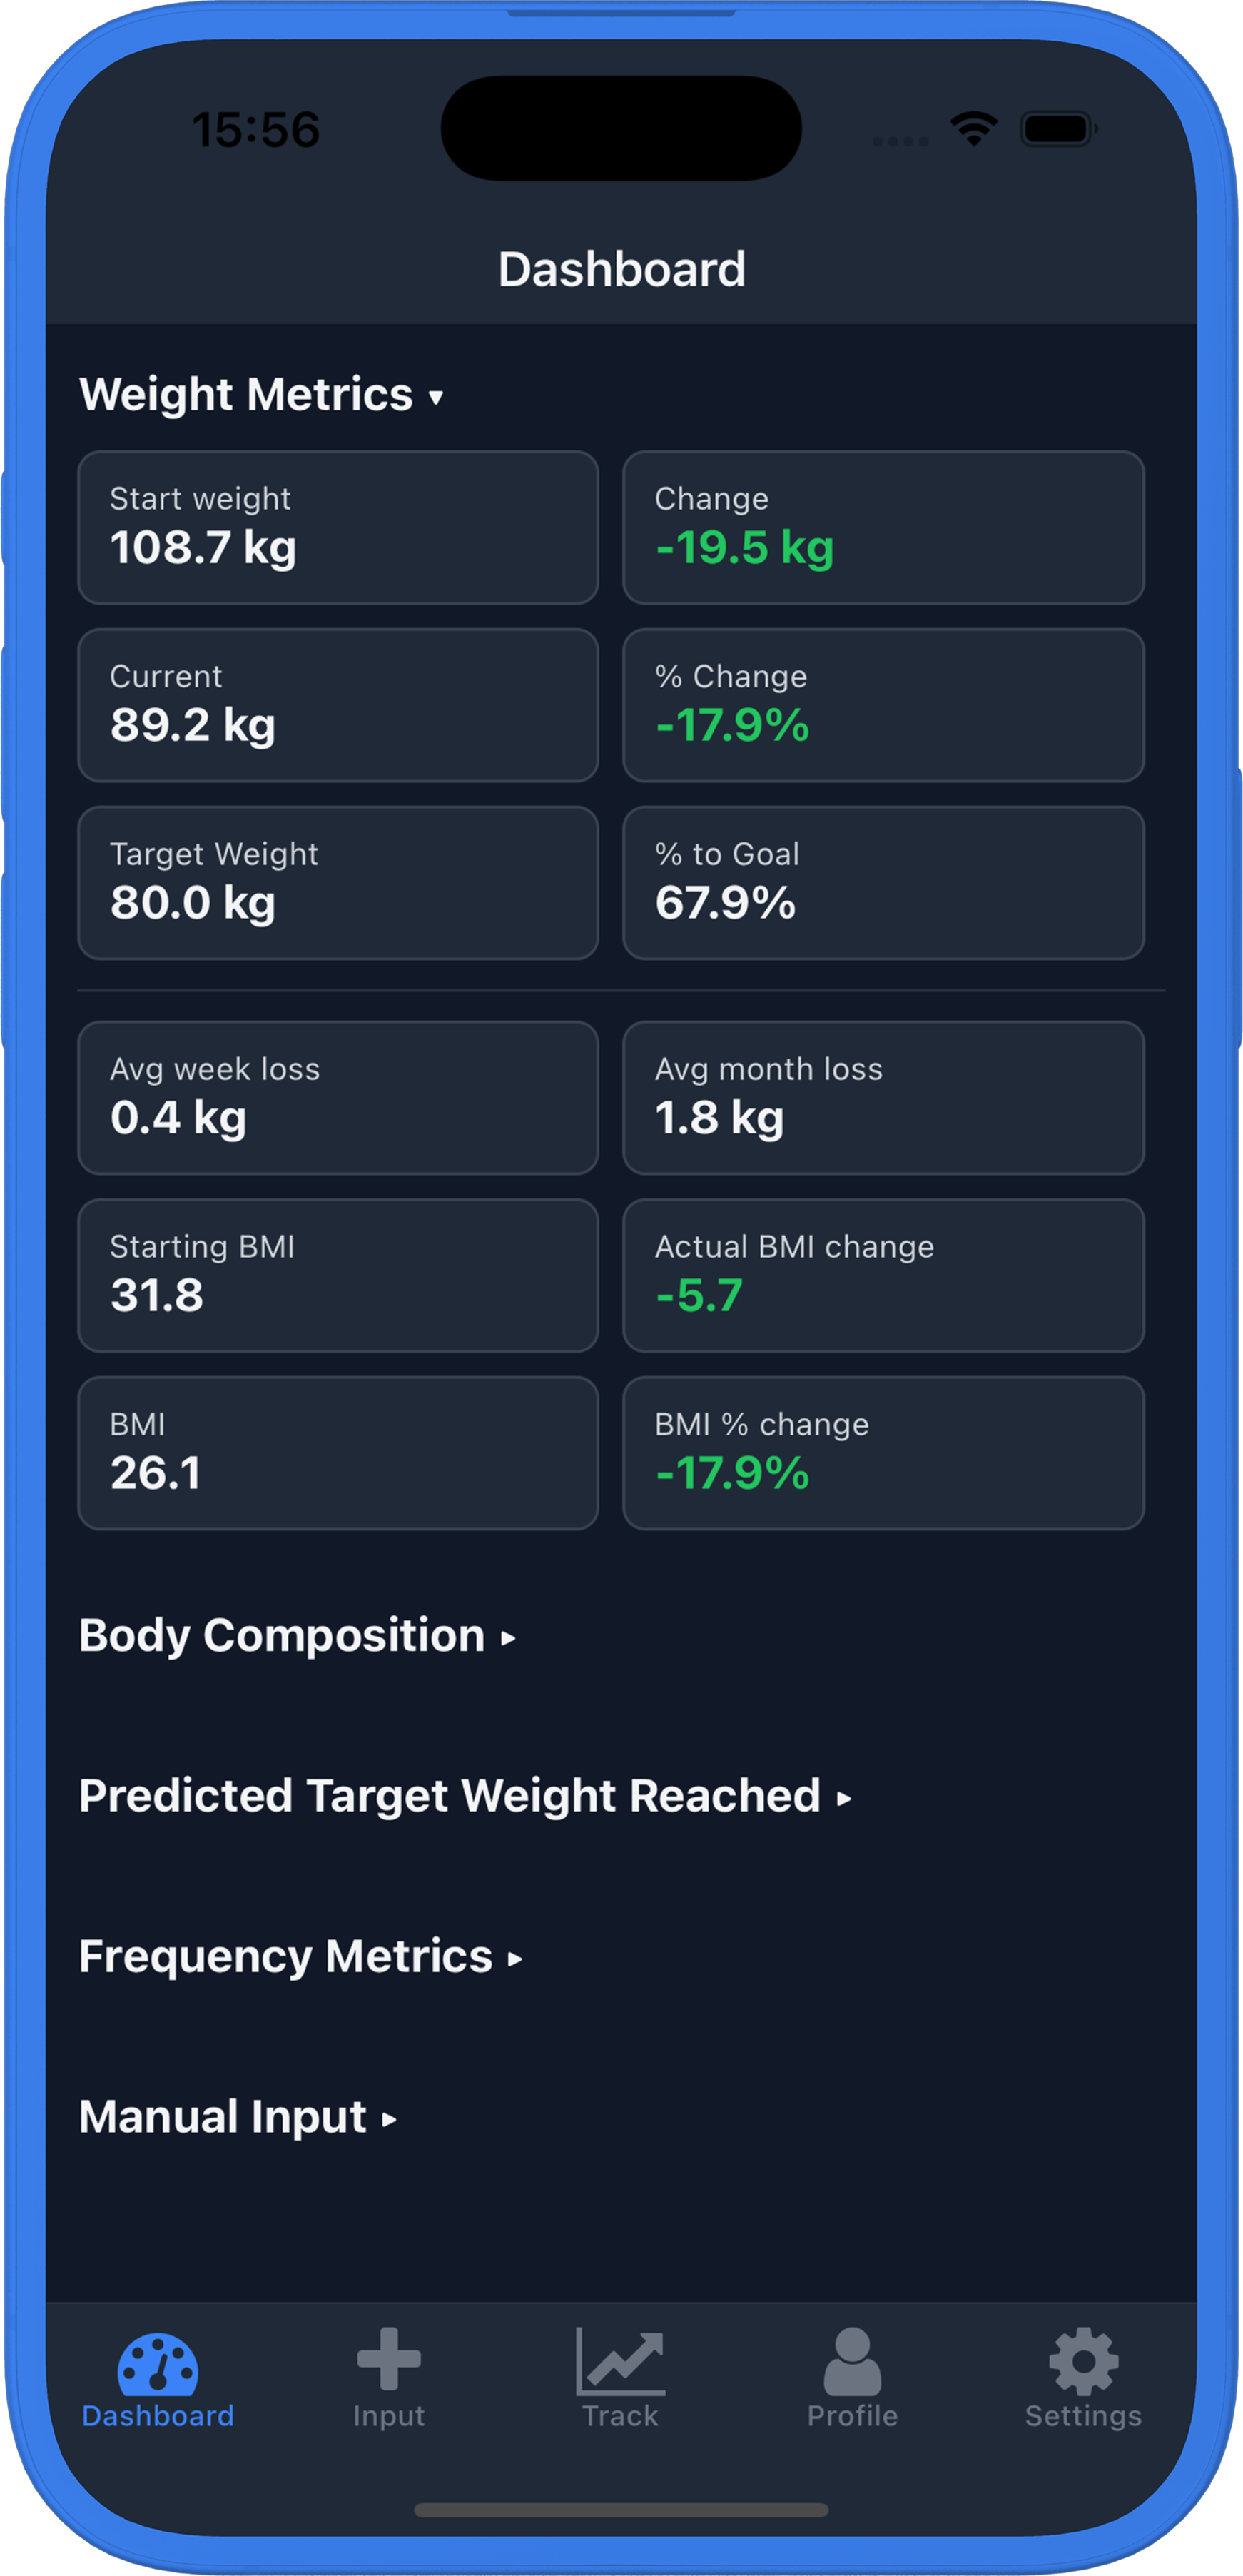 15:56
Dashboard
Weight Metrics ▾
Start weight
108.7 kg
Change
-19.5 kg
Current
89.2 kg
% Change
-17.9%
Target Weight
80.0 kg
% to Goal
67.9%
Avg week loss
0.4 kg
Avg month loss
1.8 kg
Starting BMI
31.8
Actual BMI change
-5.7
BMI
26.1
BMI % change
-17.9%
Body Composition ▸
Predicted Target Weight Reached ▸
Frequency Metrics ▸
Manual Input ▸
Dashboard
Input
Track
Profile
Settings